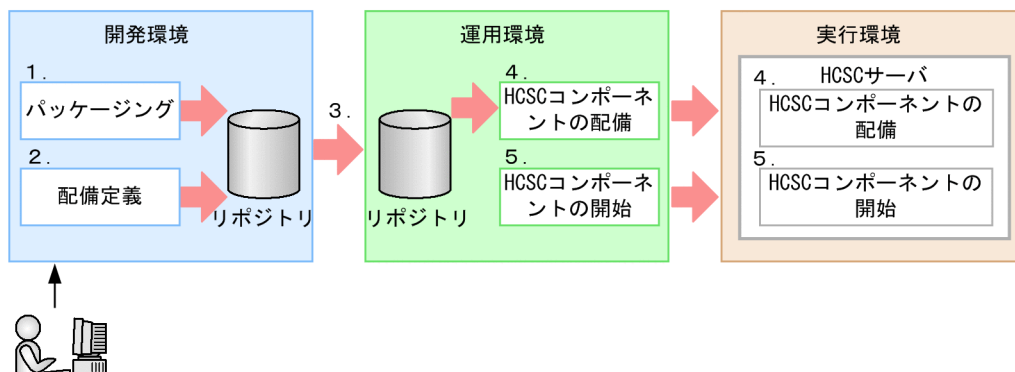 開発環境
1.
パッケージング
2.
配備定義
リポジトリ
3.
運用環境
リポジトリ
4.
HCSCコンポーネ
ントの配備
5.
HCSCコンポーネ
ントの開始
実行環境
HCSCサーバ
4.
HCSCコンポーネントの
配備
5.
HCSCコンポーネントの
開始